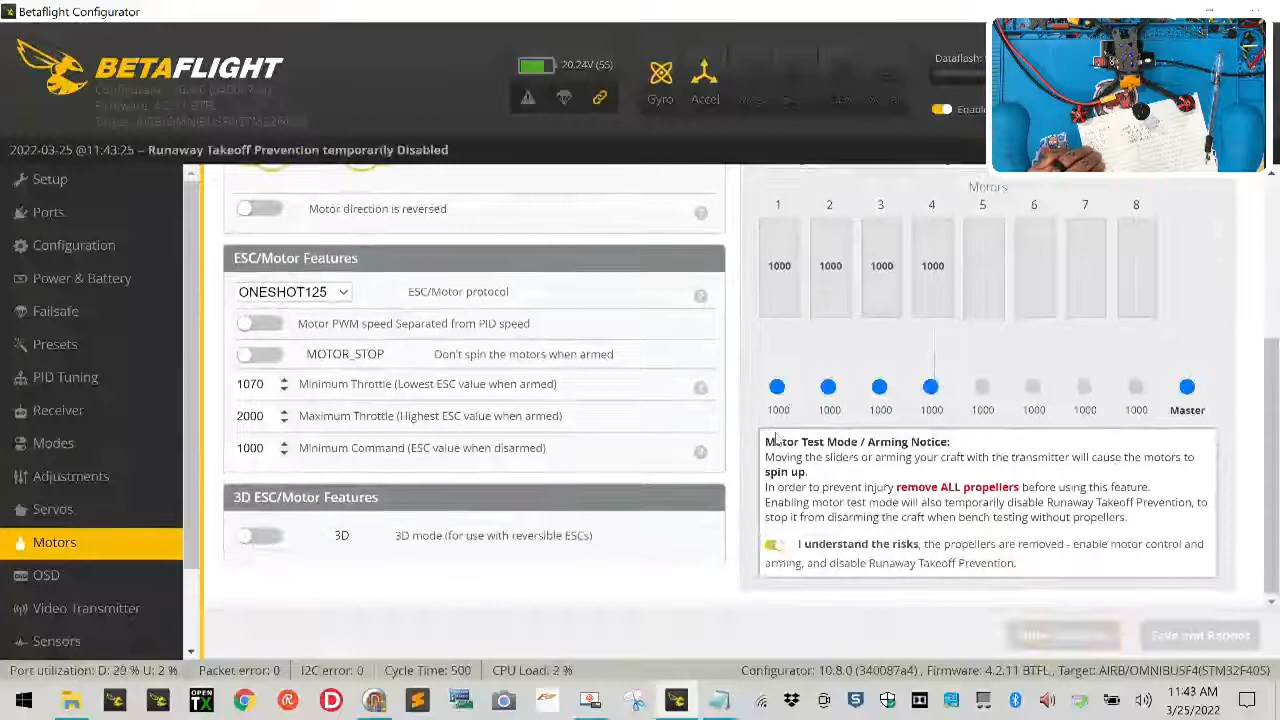 Betaflight Configurator
BETAFLIGHT
20.24V (5S)
Gyro
Accel
Dataflash:
Enable
2022-03-25 @11:43:25 – Runaway Takeoff Prevention temporarily Disabled
Setup
Ports
Configuration
Power & Battery
Failsafe
Presets
PID Tuning
Receiver
Modes
Adjustments
Servos
Motors
OSD
Video Transmitter
Sensors
Motor direction is reversed
ESC/Motor Features
ONESHOT125 ESC/Motor protocol
Motor PWM speed Separated from PID speed
MOTOR_STOP Don't spin the motors when armed
1070 Minimum Throttle (Lowest ESC value when armed)
2000 Maximum Throttle (Highest ESC value when armed)
1000 Minimum Command (ESC value when disarmed)
3D ESC/Motor Features
3D 3D mode (for use with reversible ESCs)
Motors
1 2 3 4 5 6 7 8
1000 1000 1000 1000
1000 1000 1000 1000 1000 1000 1000 1000 Master
Motor Test Mode / Arming Notice:
Moving the sliders or arming your craft with the transmitter will cause the motors to
spin up.
In order to prevent injury remove ALL propellers before using this feature.
Enabling motor test mode will also temporarily disable Runaway Takeoff Prevention, to
stop it from disarming the craft when bench testing without propellers.
I understand the risks, the propellers are removed - enable motor control and
arming, and disable Runaway Takeoff Prevention.
Save and Reboot
Port utilization: D: 29 % U: 2 % Packet error: 0 I2C error: 0 Cycle Time: 500 CPU Load: 2 % Configurator: 10.8.0 (340087a4), Firmware: 4.2.11 BTFL, Target: AIRB/OMNIBUSF4(STM32F405)
OPEN
TX
11:43 AM
3/25/2022